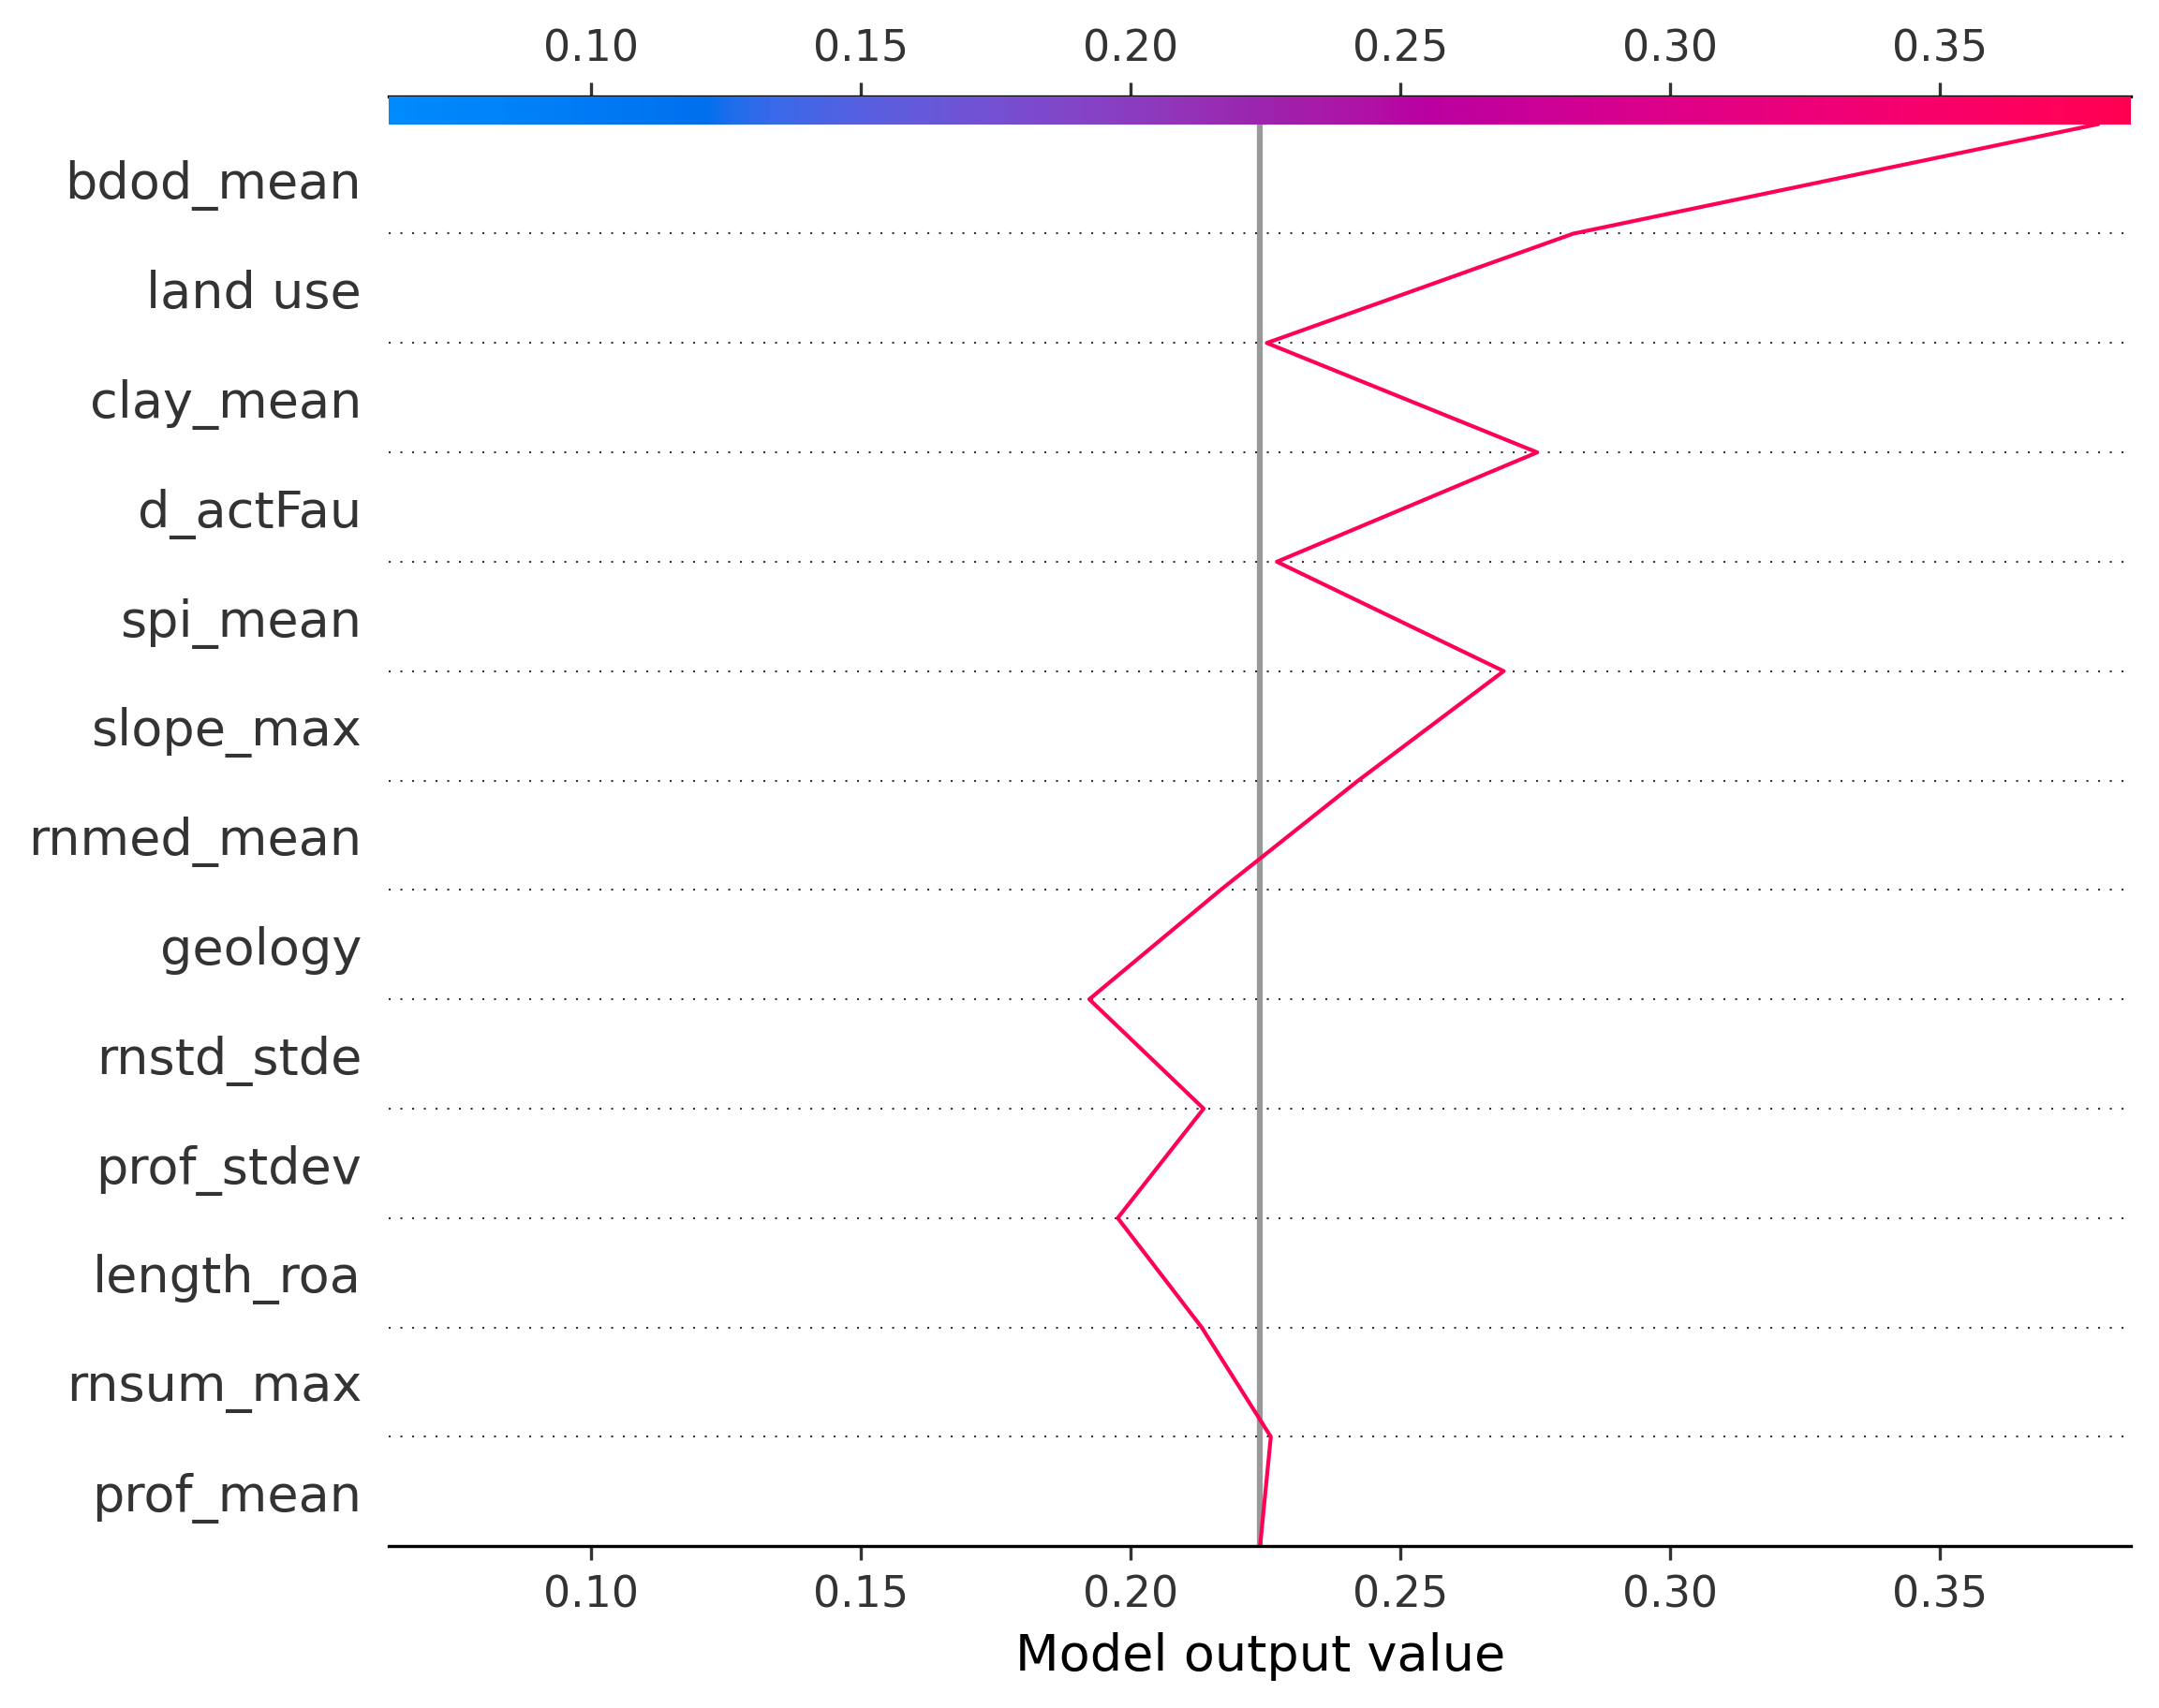 0.10 0.15 0.20 0.25 0.30 0.35
bdod_mean
land use
clay_mean
d_actFau
spi_mean
slope_max
rnmed_mean
geology
rnstd_stde
prof_stdev
length_roa
rnsum_max
prof_mean
0.10 0.15 0.20 0.25 0.30 0.35
Model output value